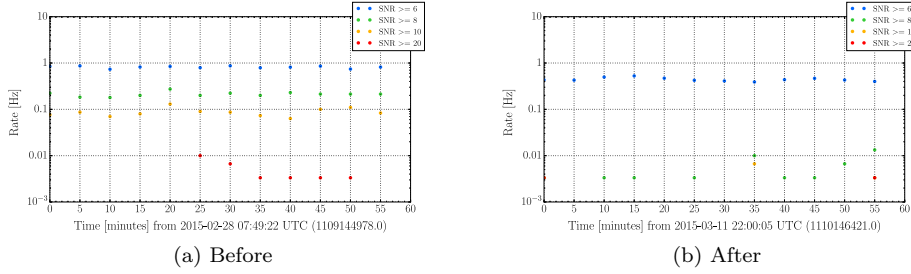 SNR >= 6
SNR >= 8
SNR >= 10
SNR >= 20
10
1
0.1
0.01
10⁻³
Rate [Hz]
0 5 10 15 20 25 30 35 40 45 50 55 60
Time [minutes] from 2015-02-28 07:49:22 UTC (1109144978.0)
(a) Before
SNR >= 6
SNR >= 8
SNR >= 1
SNR >= 2
10
1
0.1
0.01
10⁻³
Rate [Hz]
0 5 10 15 20 25 30 35 40 45 50 55 60
Time [minutes] from 2015-03-11 22:00:05 UTC (1110146421.0)
(b) After